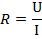 R = U/I